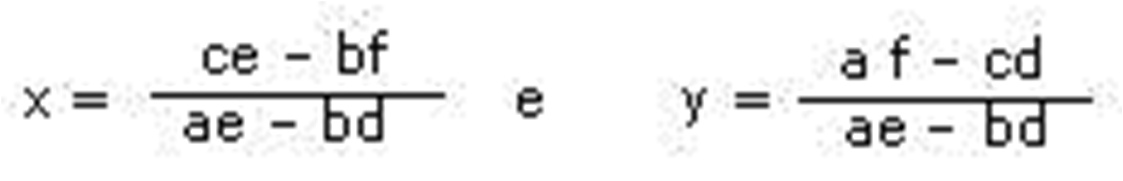 x = (ce - bf) / (ae - bd) e y = (a f - cd) / (ae - bd)